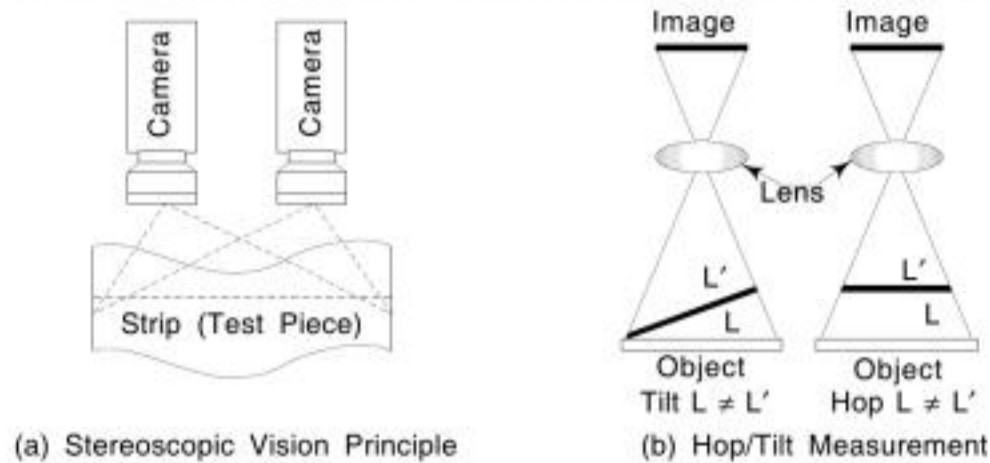 Camera
Camera
Strip (Test Piece)
(a) Stereoscopic Vision Principle
Image
Image
Lens
L′
L
L′
L
Object
Tilt L ≠ L′
Object
Hop L ≠ L′
(b) Hop/Tilt Measurement